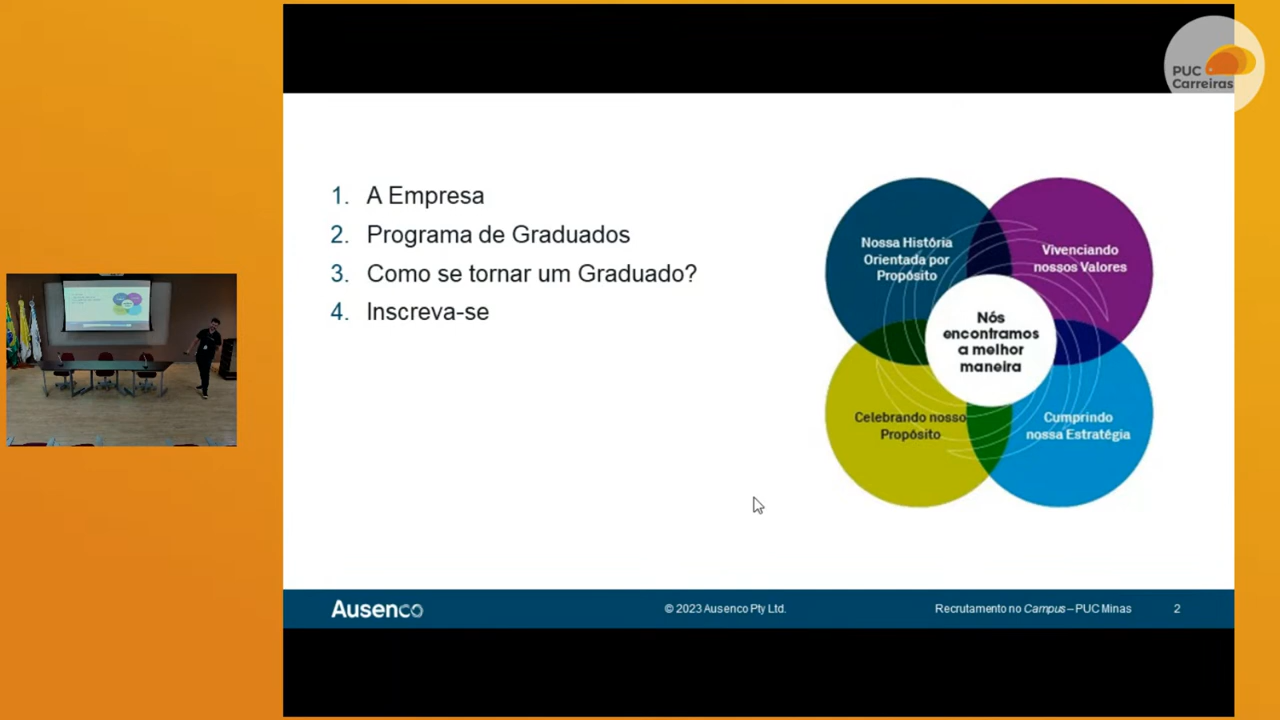 PUC
Carreiras
1. A Empresa
2. Programa de Graduados
3. Como se tornar um Graduado?
4. Inscreva-se
Nossa História
Orientada por
Propósito
Vivenciando
nossos Valores
Nós
encontramos
a melhor
maneira
Celebrando nosso
Propósito
Cumprindo
nossa Estratégia
Ausenco
© 2023 Ausenco Pty Ltd.
Recrutamento no Campus – PUC Minas
2